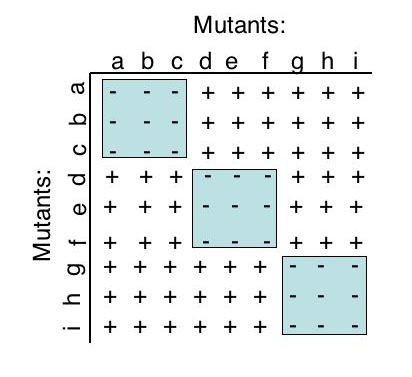 Mutants:
a b c d e f g h i
Mutants:
a - - - + + + + + +
b - - - + + + + + +
c - - - + + + + + +
d + + + - - - + + +
e + + + - - - + + +
f + + + - - - + + +
g + + + + + + - - -
h + + + + + + - - -
i + + + + + + - - -